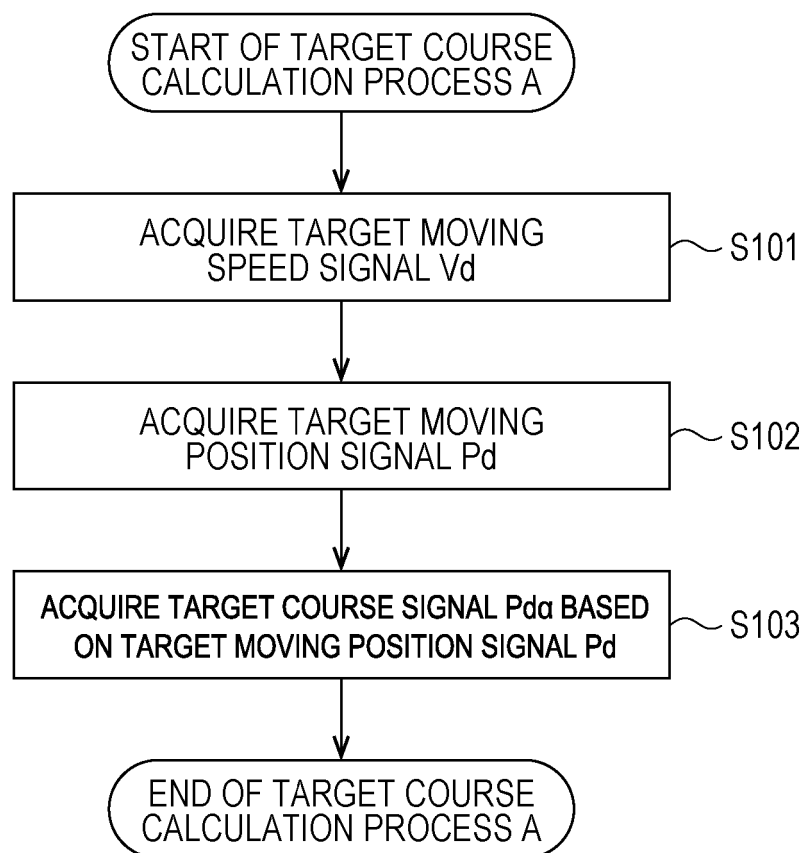 START OF TARGET COURSE
CALCULATION PROCESS A
ACQUIRE TARGET MOVING
SPEED SIGNAL Vd
S101
ACQUIRE TARGET MOVING
POSITION SIGNAL Pd
S102
ACQUIRE TARGET COURSE SIGNAL Pdα BASED
ON TARGET MOVING POSITION SIGNAL Pd
S103
END OF TARGET COURSE
CALCULATION PROCESS A